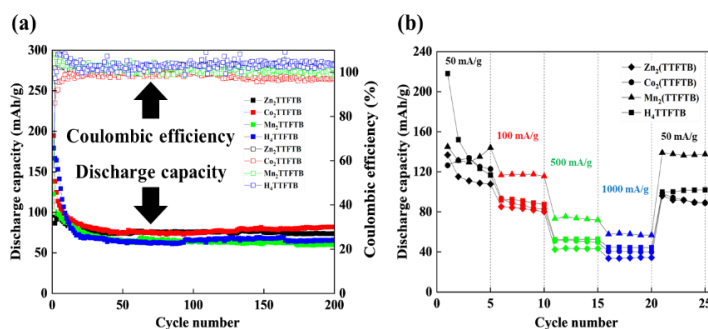 (a)
300
250
200
150
100
50
0
Discharge capacity (mAh/g)
Coulombic efficiency
Discharge capacity
Zn2TTFTB
Co2TTFTB
Mn2TTFTB
H4TTFTB
Zn2TTFTB
Co2TTFTB
Mn2TTFTB
H4TTFTB
100
80
60
40
20
0
Coulombic efficiency (%)
0 50 100 150 200
Cycle number
(b)
240
200
160
120
80
40
0
Discharge capacity (mAh/g)
50 mA/g
100 mA/g
500 mA/g
1000 mA/g
50 mA/g
Zn2(TTFTB)
Co2(TTFTB)
Mn2(TTFTB)
H4TTFTB
0 5 10 15 20 25
Cycle number